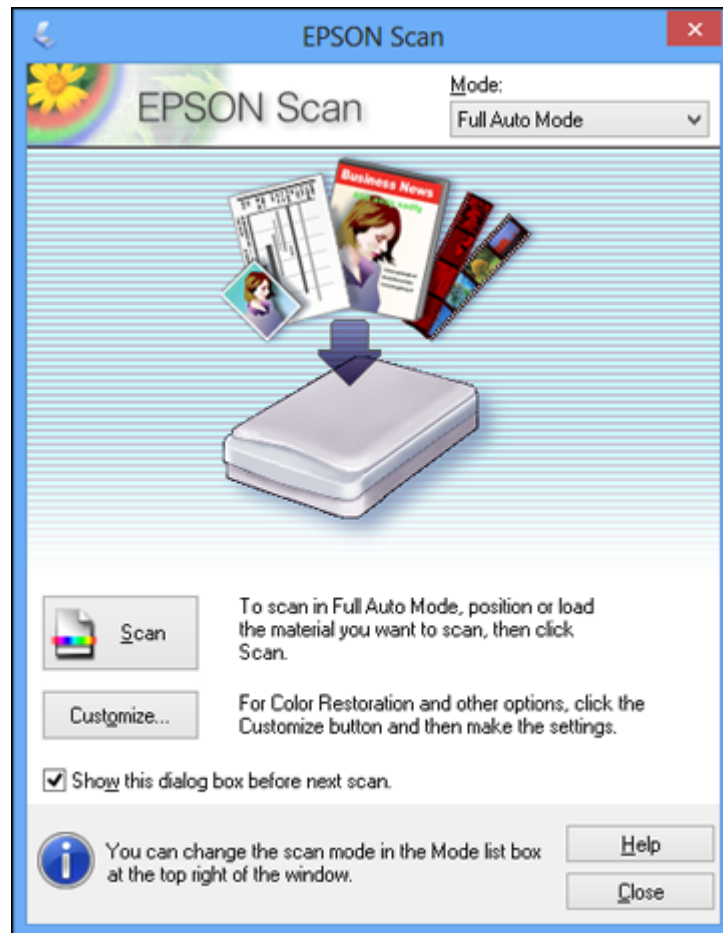 EPSON Scan
EPSON Scan
Mode:
Full Auto Mode
Business News
Scan
To scan in Full Auto Mode, position or load
the material you want to scan, then click
Scan.
Customize...
For Color Restoration and other options, click the
Customize button and then make the settings.
Show this dialog box before next scan.
You can change the scan mode in the Mode list box
at the top right of the window.
Help
Close